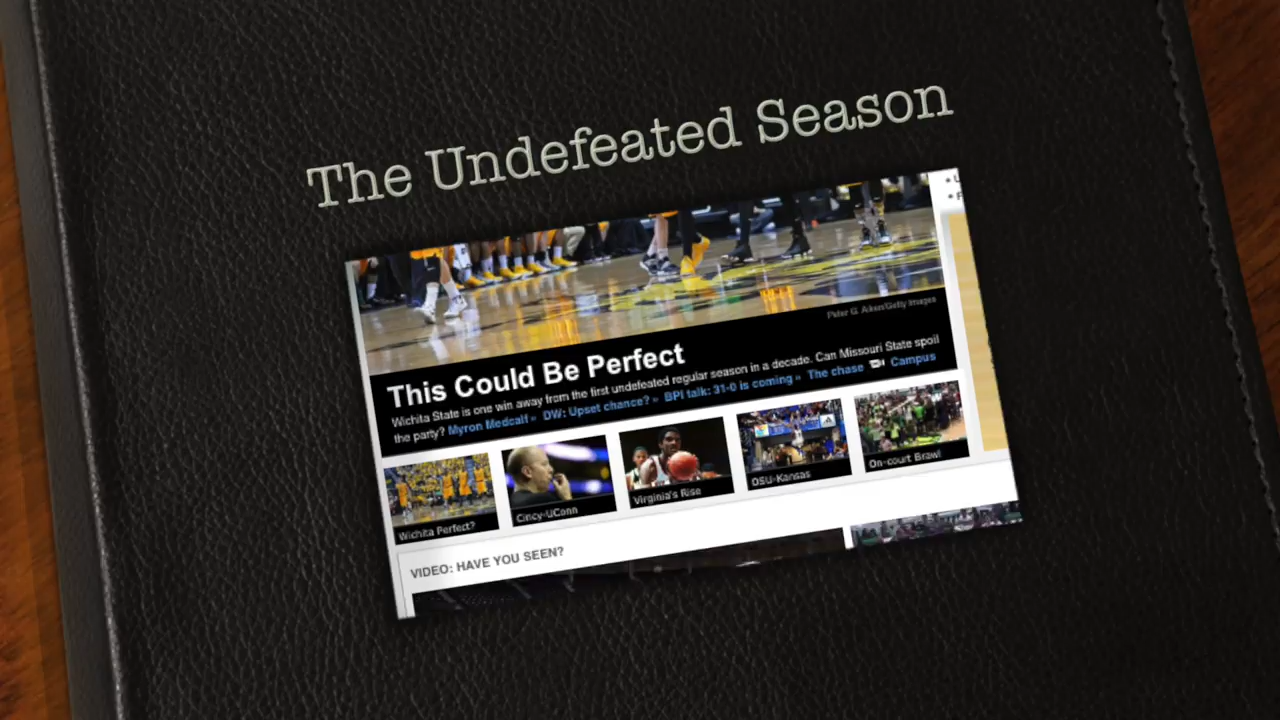 The Undefeated Season
Peter G. Aiken/Getty Images
This Could Be Perfect
Wichita State is one win away from the first undefeated regular season in a decade. Can Missouri State spoil
the party? Myron Medcalf » DW: Upset chance? » BPI talk: 31-0 is coming » The chase Campus
Wichita Perfect?
Cincy-UConn
Virginia's Rise
OSU-Kansas
On-court Brawl
VIDEO: HAVE YOU SEEN?